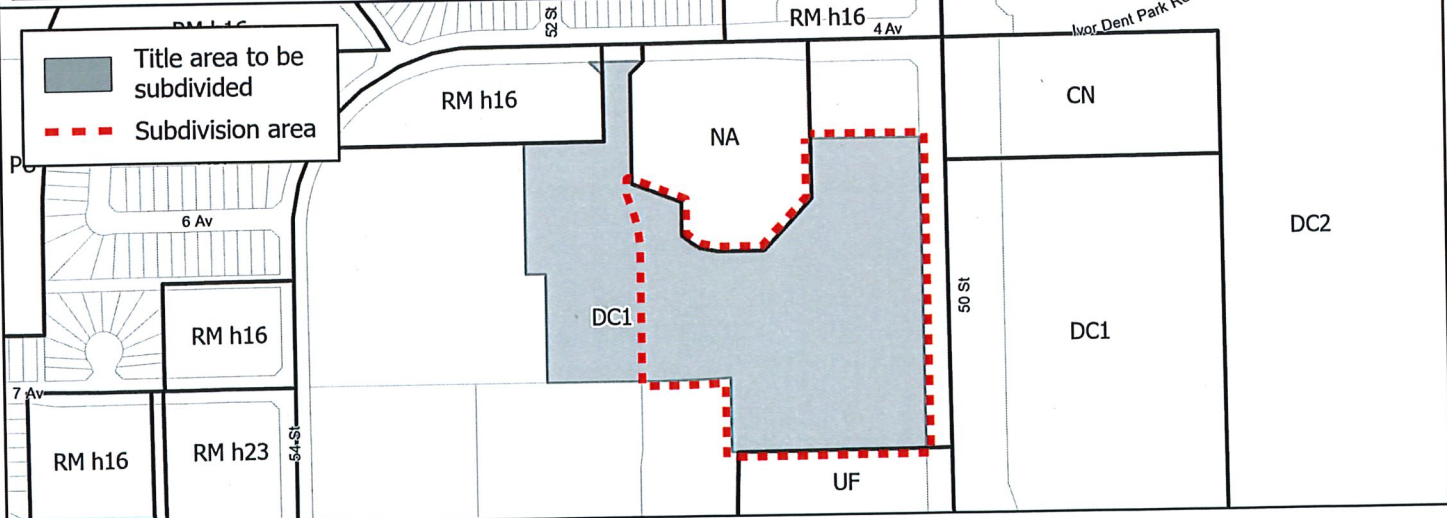 52 St
RM h16
4 Av
Ivor Dent Park
Title area to be
subdivided
Subdivision area
RM h16
NA
CN
6 Av
DC2
50 St
DC1
DC1
RM h16
7 Av
54 St
RM h16
RM h23
UF